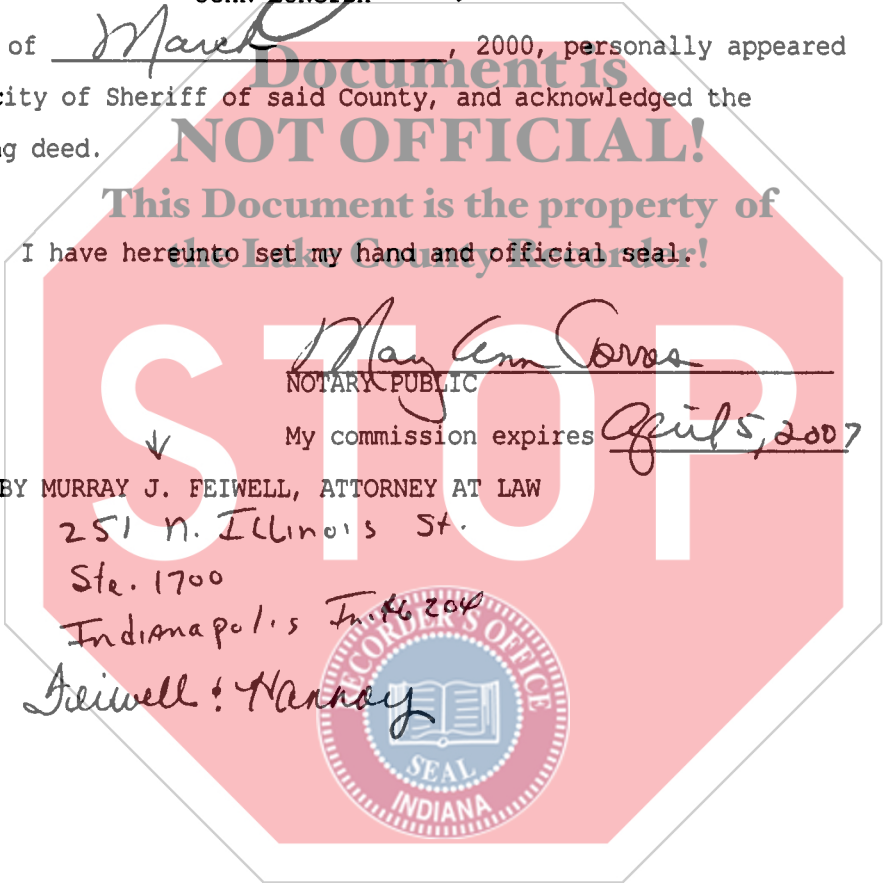 of March, 2000, personally appeared
Document is
city of Sheriff of said County, and acknowledged the
NOT OFFICIAL!
ng deed.
This Document is the property of
I have hereunto set my hand and official seal.
the Lake County Recorder!
STOP
Mary Ann
NOTARY PUBLIC
My commission expires April 5, 2007
BY MURRAY J. FEIWELL, ATTORNEY AT LAW
251 N. Illinois St.
Ste. 1700
Indianapolis In. 46204
Feiwell & Hannoy
RECORDER'S OFFICE
SEAL
INDIANA